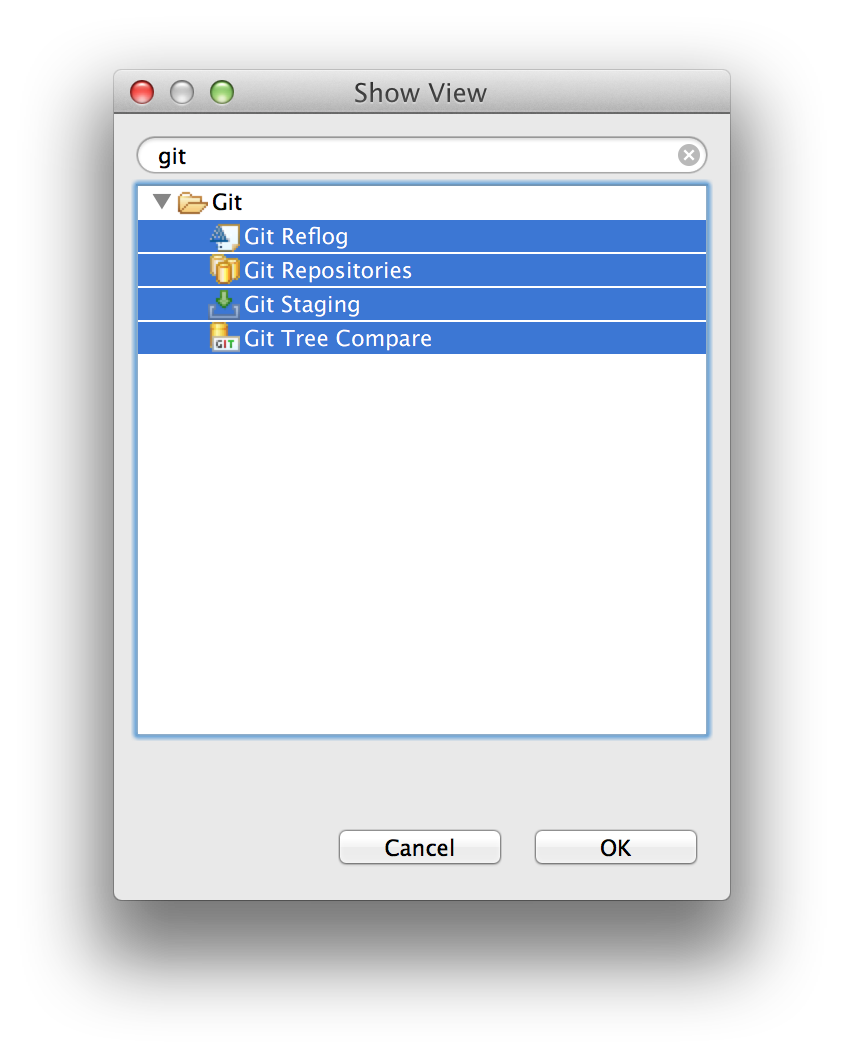 Show View
git
Git
Git Reflog
Git Repositories
Git Staging
GIT Git Tree Compare
Cancel OK